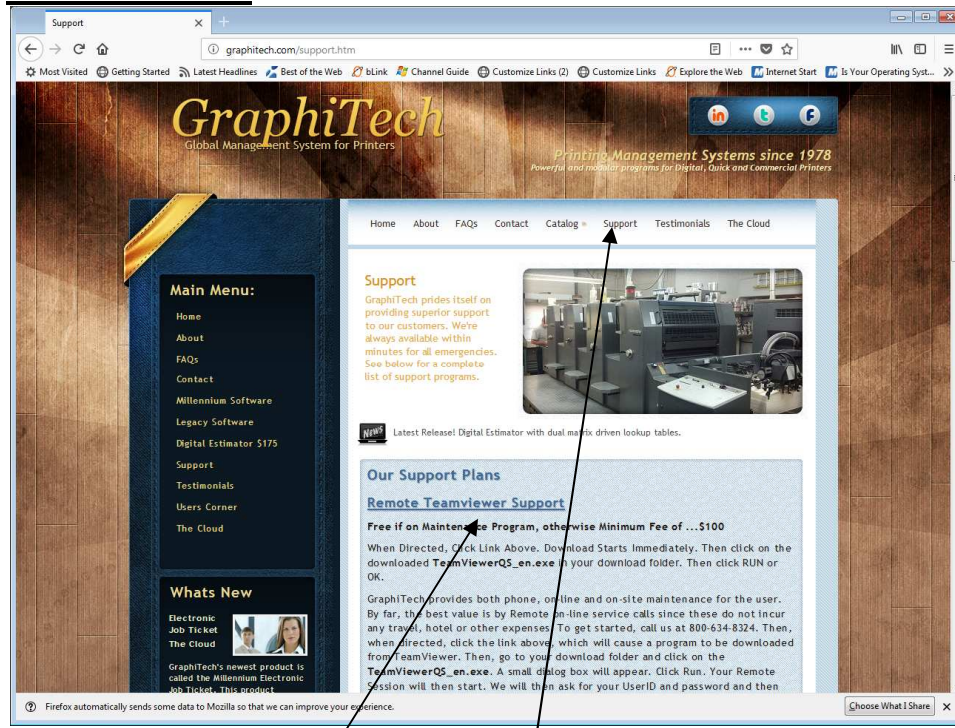 Support
graphitech.com/support.htm
Most Visited Getting Started Latest Headlines Best of the Web bLink Channel Guide Customize Links (2) Customize Links Explore the Web Internet Start Is Your Operating Syst...
GraphiTech
Global Management System for Printers
in t f
Printing Management Systems since 1978
Powerful and modular programs for Digital, Quick and Commercial Printers
Home About FAQs Contact Catalog » Support Testimonials The Cloud
Main Menu:
Home
About
FAQs
Contact
Millennium Software
Legacy Software
Digital Estimator $175
Support
Testimonials
Users Corner
The Cloud
Whats New
Electronic
Job Ticket
The Cloud
GraphiTech's newest product is
called the Millennium Electronic
Job Ticket. This product
Support
GraphiTech prides itself on
providing superior support
to our customers. We're
always available within
minutes for all emergencies.
See below for a complete
list of support programs.
News Latest Release! Digital Estimator with dual matrix driven lookup tables.
Our Support Plans
Remote Teamviewer Support
Free if on Maintenance Program, otherwise Minimum Fee of ...$100
When Directed, Click Link Above. Download Starts Immediately. Then click on the
downloaded TeamViewerQS_en.exe in your download folder. Then click RUN or
OK.
GraphiTech provides both phone, on-line and on-site maintenance for the user.
By far, the best value is by Remote on-line service calls since these do not incur
any travel, hotel or other expenses. To get started, call us at 800-634-8324. Then,
when directed, click the link above, which will cause a program to be downloaded
from TeamViewer. Then, go to your download folder and click on the
TeamViewerQS_en.exe. A small dialog box will appear. Click Run. Your Remote
Session will then start. We will then ask for your UserID and password and then
Firefox automatically sends some data to Mozilla so that we can improve your experience.
Choose What I Share